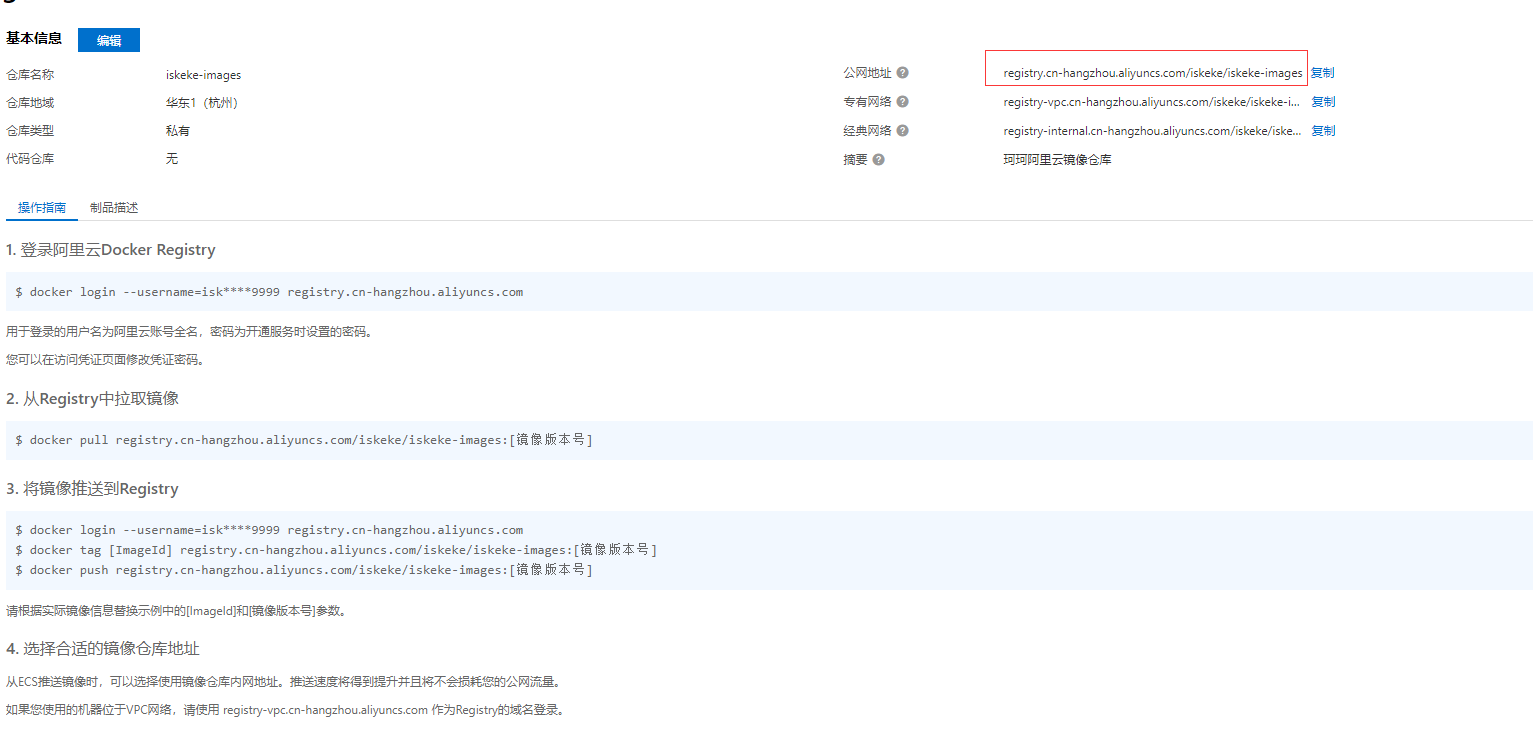 基本信息 编辑
仓库名称 iskeke-images
公网地址 registry.cn-hangzhou.aliyuncs.com/iskeke/iskeke-images 复制
仓库地域 华东1（杭州）
专有网络 registry-vpc.cn-hangzhou.aliyuncs.com/iskeke/iskeke-i... 复制
仓库类型 私有
经典网络 registry-internal.cn-hangzhou.aliyuncs.com/iskeke/iske... 复制
代码仓库 无
摘要 珂珂阿里云镜像仓库
操作指南 制品描述
1. 登录阿里云Docker Registry
$ docker login --username=isk****9999 registry.cn-hangzhou.aliyuncs.com
用于登录的用户名为阿里云账号全名，密码为开通服务时设置的密码。
您可以在访问凭证页面修改凭证密码。
2. 从Registry中拉取镜像
$ docker pull registry.cn-hangzhou.aliyuncs.com/iskeke/iskeke-images:[镜像版本号]
3. 将镜像推送到Registry
$ docker login --username=isk****9999 registry.cn-hangzhou.aliyuncs.com
$ docker tag [ImageId] registry.cn-hangzhou.aliyuncs.com/iskeke/iskeke-images:[镜像版本号]
$ docker push registry.cn-hangzhou.aliyuncs.com/iskeke/iskeke-images:[镜像版本号]
请根据实际镜像信息替换示例中的[ImageId]和[镜像版本号]参数。
4. 选择合适的镜像仓库地址
从ECS推送镜像时，可以选择使用镜像仓库内网地址。推送速度将得到提升并且将不会损耗您的公网流量。
如果您使用的机器位于VPC网络，请使用 registry-vpc.cn-hangzhou.aliyuncs.com 作为Registry的域名登录。